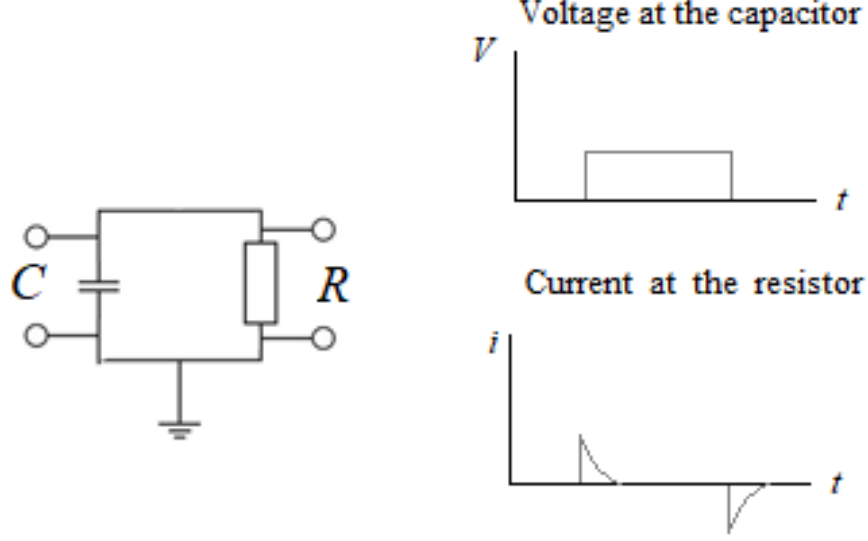 Voltage at the capacitor
V
t
C
R
Current at the resistor
i
t